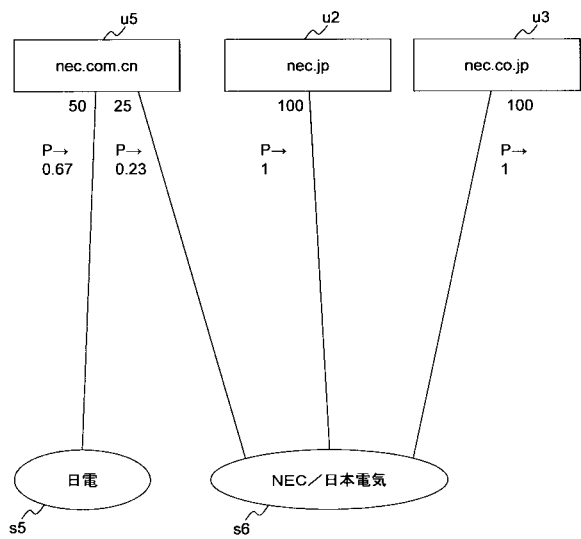 u5
u2
u3
nec.com.cn
nec.jp
nec.co.jp
50
25
100
100
P→
0.67
P→
0.23
P→
1
P→
1
日電
NEC／日本電気
s5
s6